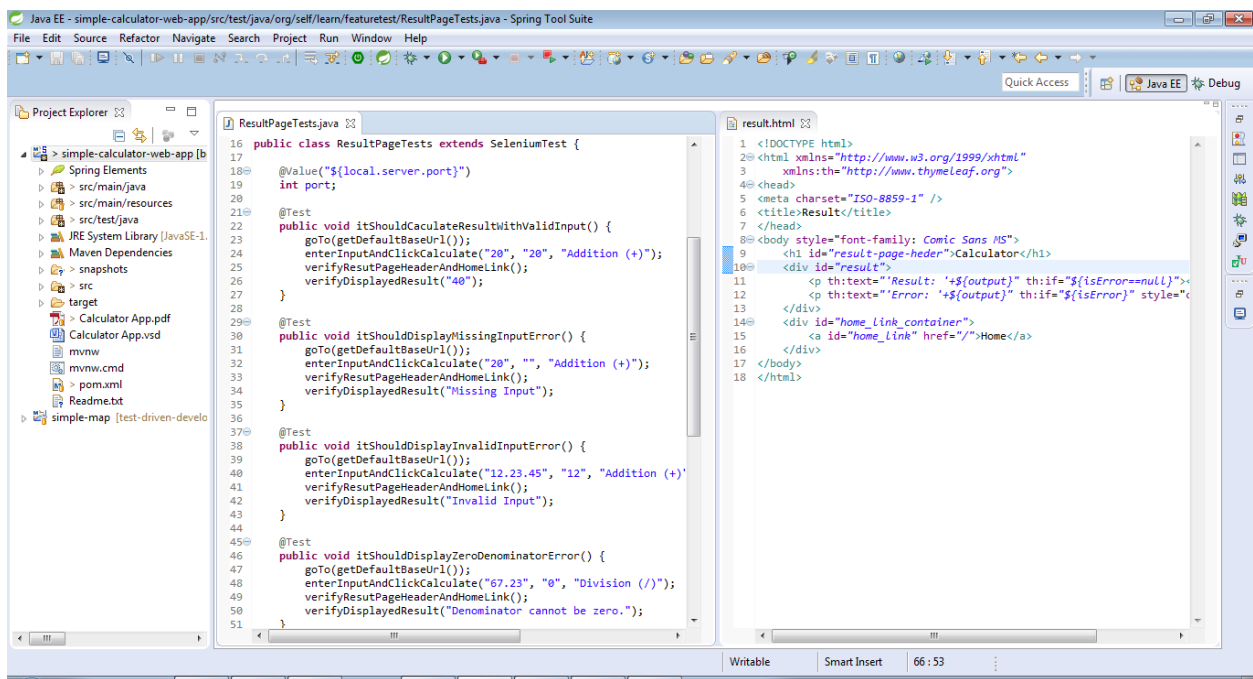 Java EE - simple-calculator-web-app/src/test/java/org/self/learn/featuretest/ResultPageTests.java - Spring Tool Suite
File Edit Source Refactor Navigate Search Project Run Window Help
Quick Access Java EE Debug
Project Explorer
> simple-calculator-web-app [b
Spring Elements
> src/main/java
> src/main/resources
> src/test/java
JRE System Library [JavaSE-1.
Maven Dependencies
> snapshots
> src
target
> Calculator App.pdf
Calculator App.vsd
mvnw
mvnw.cmd
> pom.xml
Readme.txt
simple-map [test-driven-develo
ResultPageTests.java
16 public class ResultPageTests extends SeleniumTest {
17
18 @Value("${local.server.port}")
19 int port;
20
21 @Test
22 public void itShouldCaculateResultWithValidInput() {
23 goTo(getDefaultBaseUrl());
24 enterInputAndClickCalculate("20", "20", "Addition (+)");
25 verifyResutPageHeaderAndHomeLink();
26 verifyDisplayedResult("40");
27 }
28
29 @Test
30 public void itShouldDisplayMissingInputError() {
31 goTo(getDefaultBaseUrl());
32 enterInputAndClickCalculate("20", "", "Addition (+)");
33 verifyResutPageHeaderAndHomeLink();
34 verifyDisplayedResult("Missing Input");
35 }
36
37 @Test
38 public void itShouldDisplayInvalidInputError() {
39 goTo(getDefaultBaseUrl());
40 enterInputAndClickCalculate("12.23.45", "12", "Addition (+)"
41 verifyResutPageHeaderAndHomeLink();
42 verifyDisplayedResult("Invalid Input");
43 }
44
45 @Test
46 public void itShouldDisplayZeroDenominatorError() {
47 goTo(getDefaultBaseUrl());
48 enterInputAndClickCalculate("67.23", "0", "Division (/)");
49 verifyResutPageHeaderAndHomeLink();
50 verifyDisplayedResult("Denominator cannot be zero.");
51 }
result.html
1 <!DOCTYPE html>
2 <html xmlns="http://www.w3.org/1999/xhtml"
3 xmlns:th="http://www.thymeleaf.org">
4 <head>
5 <meta charset="ISO-8859-1" />
6 <title>Result</title>
7 </head>
8 <body style="font-family: Comic Sans MS">
9 <h1 id="result-page-heder">Calculator</h1>
10 <div id="result">
11 <p th:text="'Result: '+${output}" th:if="${isError==null}"><
12 <p th:text="'Error: '+${output}" th:if="${isError}" style="c
13 </div>
14 <div id="home_link_container">
15 <a id="home_link" href="/">Home</a>
16 </div>
17 </body>
18 </html>
Writable Smart Insert 66 : 53